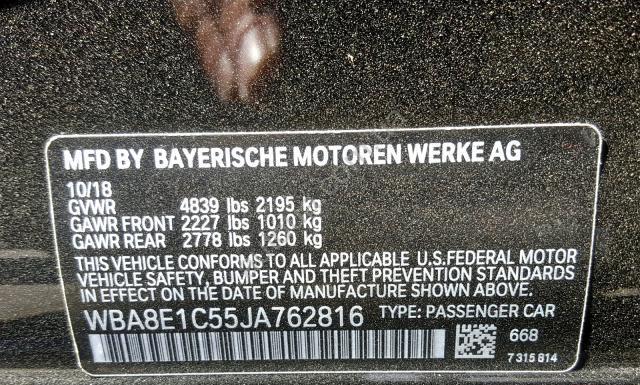 MFD BY BAYERISCHE MOTOREN WERKE AG
10/18
GVWR 4839 lbs 2195 kg
GAWR FRONT 2227 lbs 1010 kg
GAWR REAR 2778 lbs 1260 kg
THIS VEHICLE CONFORMS TO ALL APPLICABLE U.S.FEDERAL MOTOR
VEHICLE SAFETY, BUMPER AND THEFT PREVENTION STANDARDS
IN EFFECT ON THE DATE OF MANUFACTURE SHOWN ABOVE.
WBA8E1C55JA762816 TYPE: PASSENGER CAR
668
7 315 814